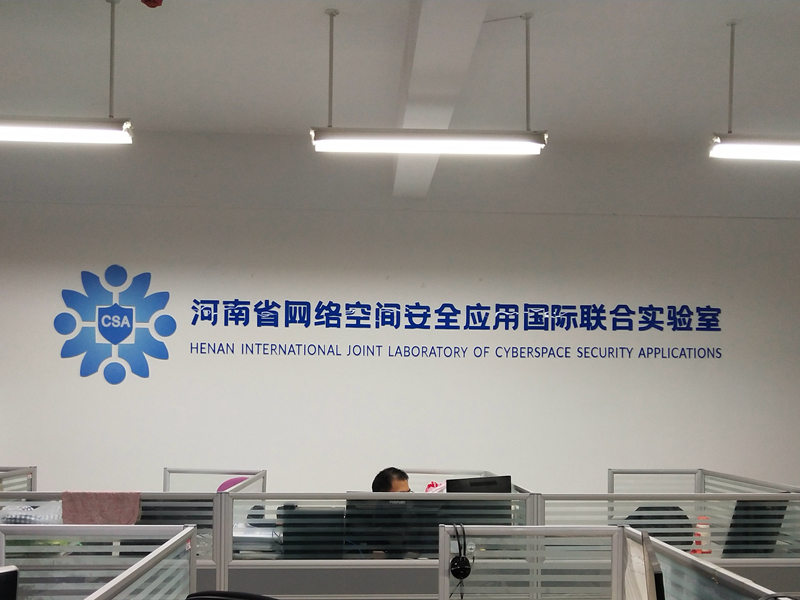 CSA
河南省网络空间安全应用国际联合实验室
HENAN INTERNATIONAL JOINT LABORATORY OF CYBERSPACE SECURITY APPLICATIONS